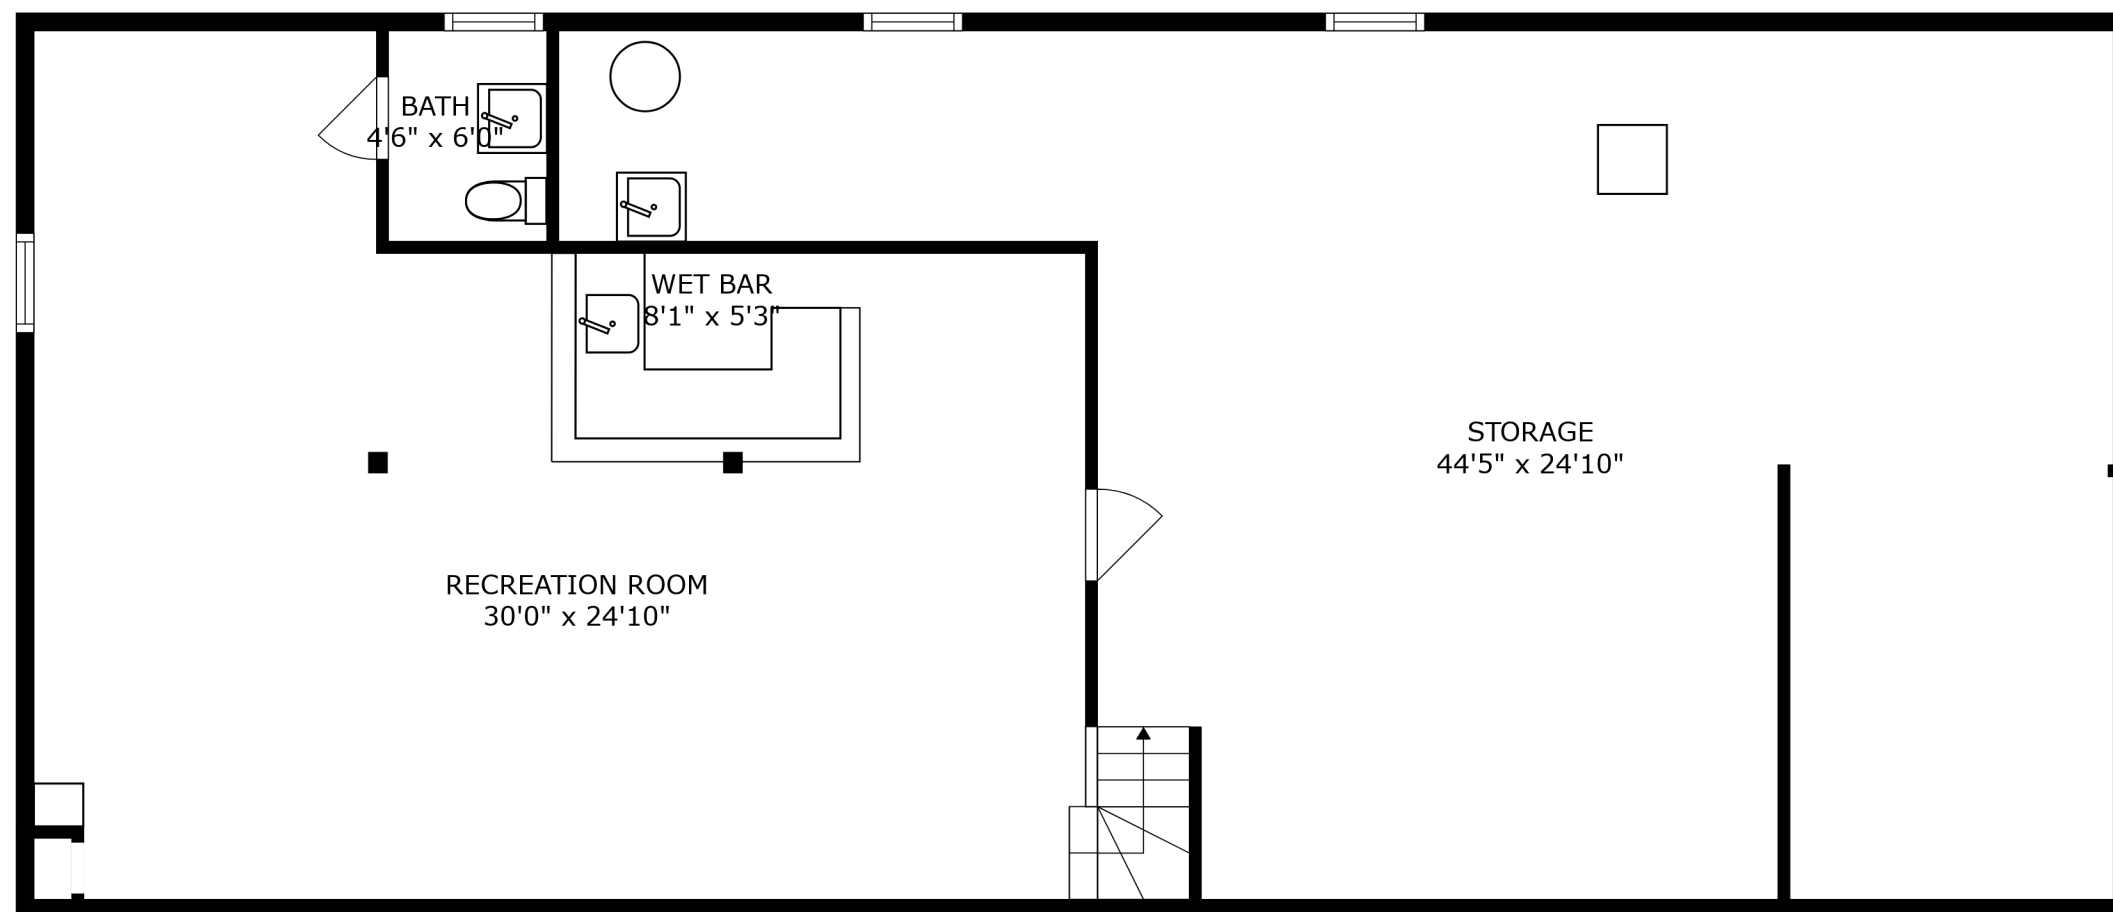 BATH
4'6" x 6'0"
WET BAR
8'1" x 5'3"
STORAGE
44'5" x 24'10"
RECREATION ROOM
30'0" x 24'10"